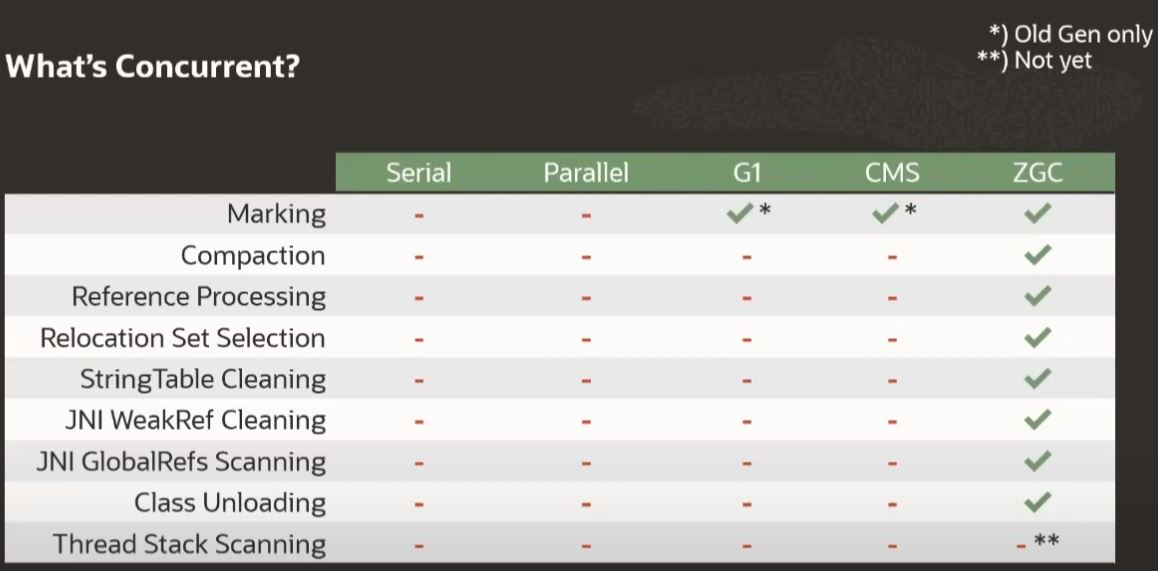 *) Old Gen only
**) Not yet
What's Concurrent?
Serial Parallel G1 CMS ZGC
Marking - - ✓* ✓* ✓
Compaction - - - - ✓
Reference Processing - - - - ✓
Relocation Set Selection - - - - ✓
StringTable Cleaning - - - - ✓
JNI WeakRef Cleaning - - - - ✓
JNI GlobalRefs Scanning - - - - ✓
Class Unloading - - - - ✓
Thread Stack Scanning - - - - -**